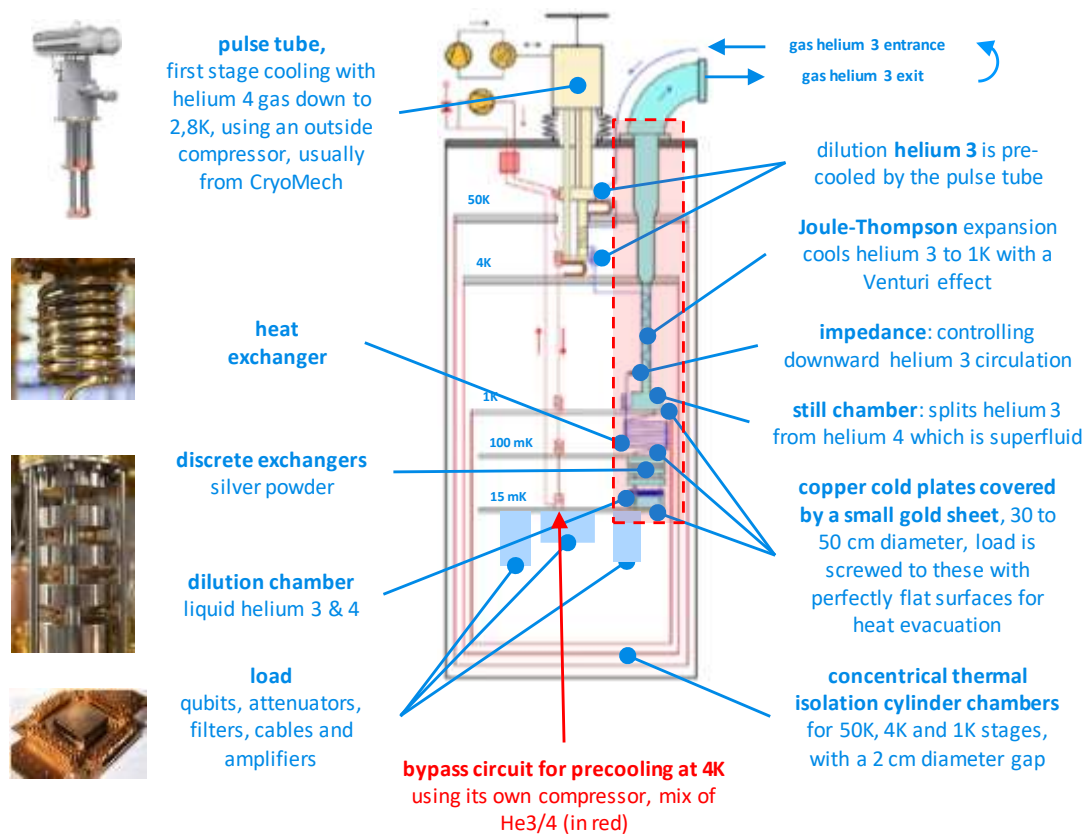 pulse tube,
first stage cooling with
helium 4 gas down to
2,8K, using an outside
compressor, usually
from CryoMech
heat
exchanger
discrete exchangers
silver powder
dilution chamber
liquid helium 3 & 4
load
qubits, attenuators,
filters, cables and
amplifiers
50K
4K
1K
100 mK
15 mK
bypass circuit for precooling at 4K
using its own compressor, mix of
He3/4 (in red)
gas helium 3 entrance
gas helium 3 exit
dilution helium 3 is pre-
cooled by the pulse tube
Joule-Thompson expansion
cools helium 3 to 1K with a
Venturi effect
impedance: controlling
downward helium 3 circulation
still chamber: splits helium 3
from helium 4 which is superfluid
copper cold plates covered
by a small gold sheet, 30 to
50 cm diameter, load is
screwed to these with
perfectly flat surfaces for
heat evacuation
concentrical thermal
isolation cylinder chambers
for 50K, 4K and 1K stages,
with a 2 cm diameter gap